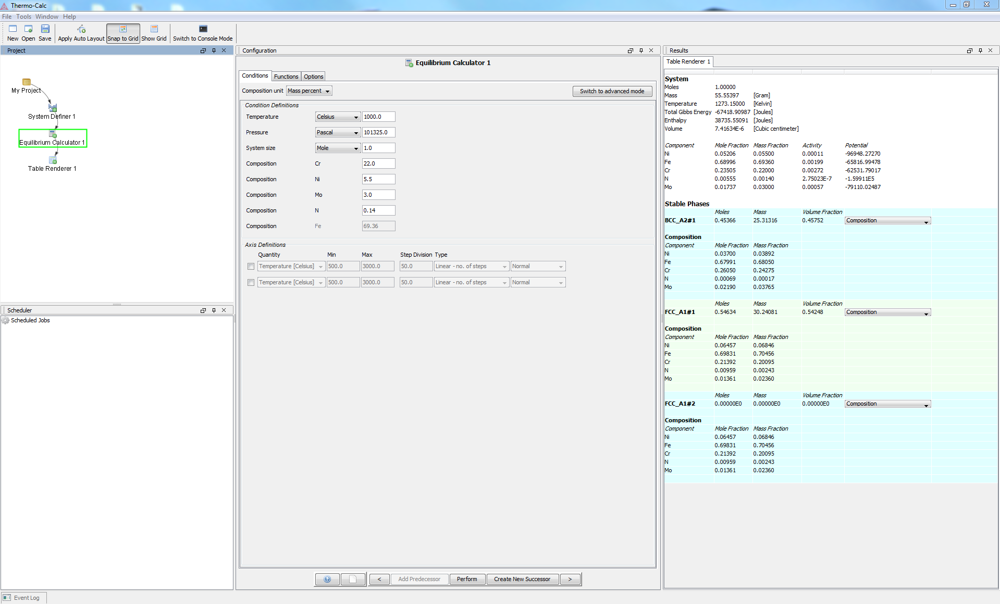 Thermo-Calc
File Tools Window Help
New Open Save Apply Auto Layout Snap to Grid Show Grid Switch to Console Mode
Project
My Project
System Definer 1
Equilibrium Calculator 1
Table Renderer 1
Scheduler
Scheduled Jobs
Configuration
Equilibrium Calculator 1
Conditions Functions Options
Composition unit Mass percent Switch to advanced mode
Condition Definitions
Temperature Celsius 1000.0
Pressure Pascal 101325.0
System size Mole 1.0
Composition Cr 22.0
Composition Ni 5.5
Composition Mo 3.0
Composition N 0.14
Composition Fe 69.36
Axis Definitions
Quantity Min Max Step Division Type
Temperature [Celsius] 500.0 3000.0 50.0 Linear - no. of steps Normal
Temperature [Celsius] 500.0 3000.0 50.0 Linear - no. of steps Normal
< Add Predecessor Perform Create New Successor >
Results
Table Renderer 1
System
Moles 1.00000
Mass 55.55397 [Gram]
Temperature 1273.15000 [Kelvin]
Total Gibbs Energy -67418.90987 [Joules]
Enthalpy 38735.55091 [Joules]
Volume 7.41634E-6 [Cubic centimeter]
Component Mole Fraction Mass Fraction Activity Potential
Ni 0.05206 0.05500 0.00011 -96948.27270
Fe 0.68996 0.69360 0.00199 -65816.99478
Cr 0.23505 0.22000 0.00272 -62531.79017
N 0.00555 0.00140 2.75023E-7 -1.59911E5
Mo 0.01737 0.03000 0.00057 -79110.02487
Stable Phases
Moles Mass Volume Fraction
BCC_A2#1 0.45366 25.31316 0.45752 Composition
Composition
Component Mole Fraction Mass Fraction
Ni 0.03700 0.03892
Fe 0.67991 0.68050
Cr 0.26050 0.24275
N 0.00069 0.00017
Mo 0.02190 0.03765
Moles Mass Volume Fraction
FCC_A1#1 0.54634 30.24081 0.54248 Composition
Composition
Component Mole Fraction Mass Fraction
Ni 0.06457 0.06846
Fe 0.69831 0.70456
Cr 0.21392 0.20095
N 0.00959 0.00243
Mo 0.01361 0.02360
Moles Mass Volume Fraction
FCC_A1#2 0.00000E0 0.00000E0 0.00000E0 Composition
Composition
Component Mole Fraction Mass Fraction
Ni 0.06457 0.06846
Fe 0.69831 0.70456
Cr 0.21392 0.20095
N 0.00959 0.00243
Mo 0.01361 0.02360
Event Log